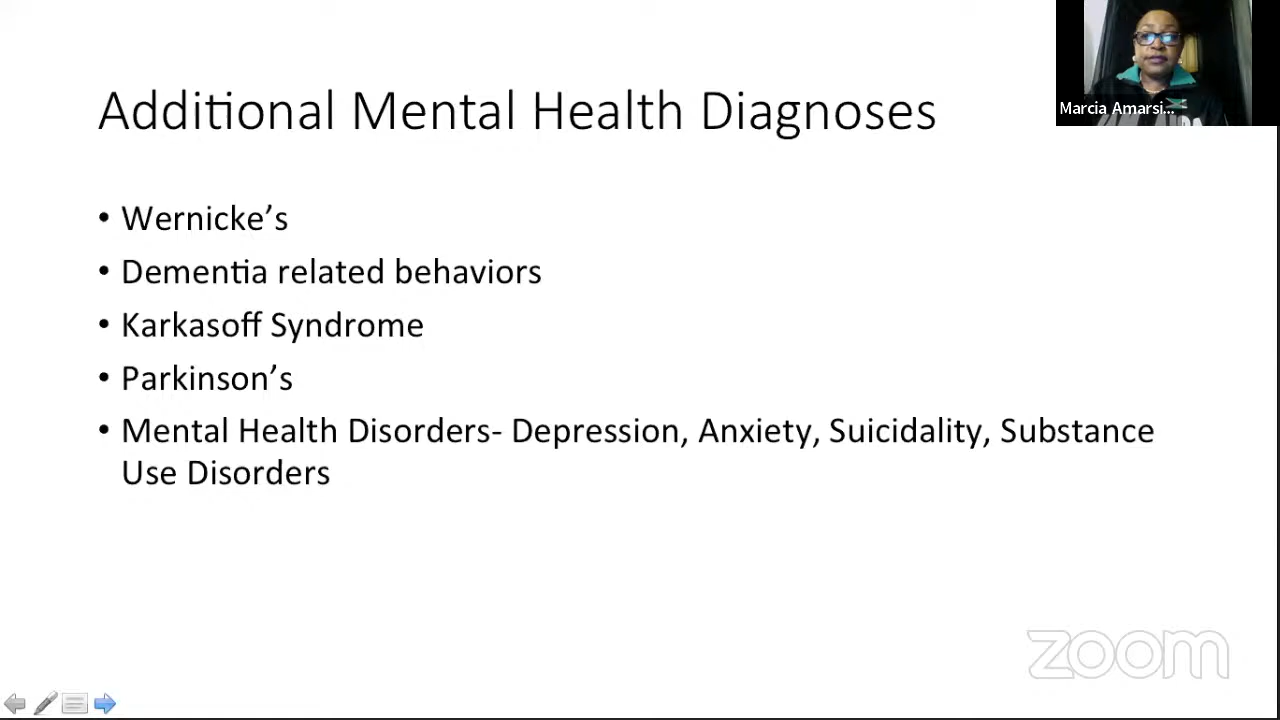 Additional Mental Health Diagnoses
Marcia Amarsi...
• Wernicke’s
• Dementia related behaviors
• Karkasoff Syndrome
• Parkinson’s
• Mental Health Disorders- Depression, Anxiety, Suicidality, Substance
Use Disorders
zoom